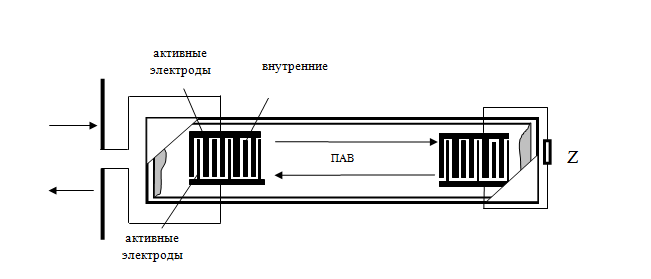 активные
электроды
внутренние
ПАВ
Z
активные
электроды